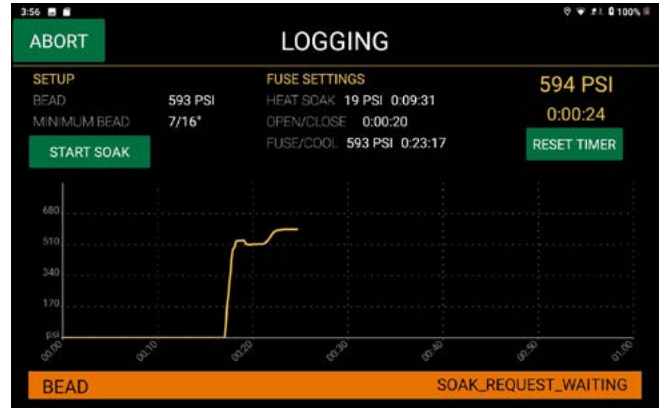 3:56 100%
ABORT LOGGING
SETUP FUSE SETTINGS 594 PSI
BEAD 593 PSI HEAT SOAK 19 PSI 0:09:31 0:00:24
MINIMUM BEAD 7/16" OPEN/CLOSE 0:00:20
START SOAK FUSE/COOL 593 PSI 0:23:17 RESET TIMER
680
510
340
170
psi
00:00 00:10 00:20 00:30 00:40 00:50 01:00
BEAD SOAK_REQUEST_WAITING